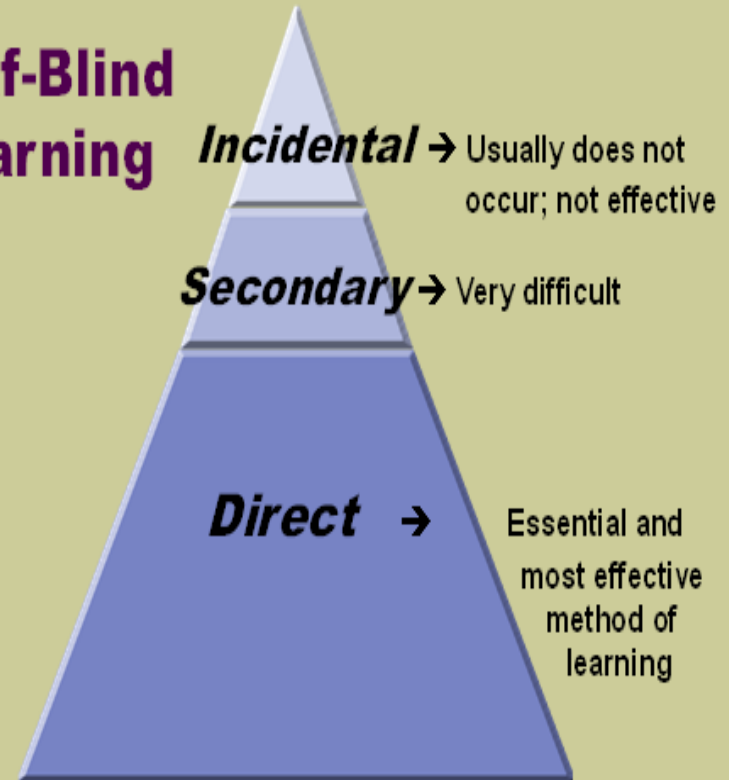 f-Blind
arning
Incidental → Usually does not
occur; not effective
Secondary → Very difficult
Direct → Essential and
most effective
method of
learning